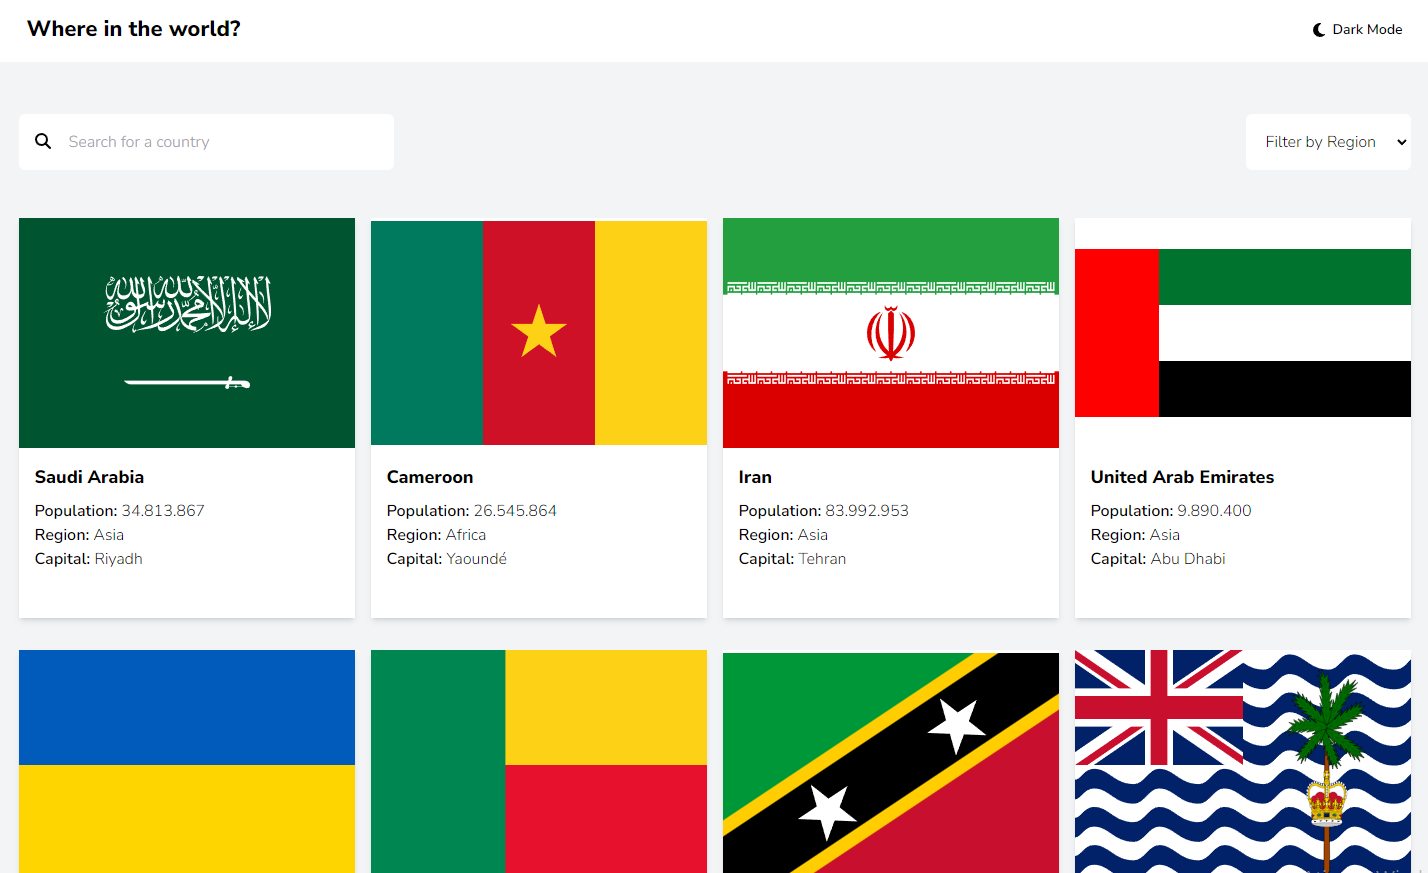 Where in the world?
Dark Mode
Search for a country
Filter by Region
لا إله إلا الله محمد رسول الله
Saudi Arabia
Population: 34.813.867
Region: Asia
Capital: Riyadh
Cameroon
Population: 26.545.864
Region: Africa
Capital: Yaoundé
Iran
Population: 83.992.953
Region: Asia
Capital: Tehran
United Arab Emirates
Population: 9.890.400
Region: Asia
Capital: Abu Dhabi